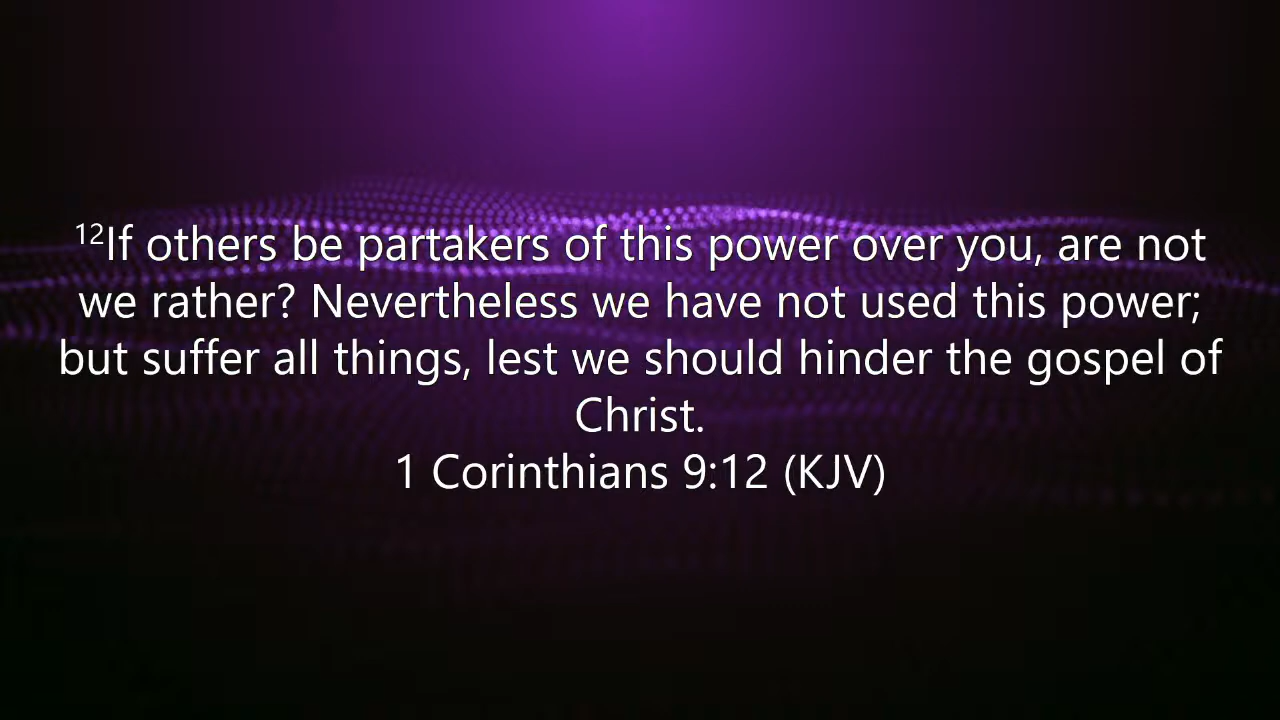 ¹²If others be partakers of this power over you, are not
we rather? Nevertheless we have not used this power;
but suffer all things, lest we should hinder the gospel of
Christ.
1 Corinthians 9:12 (KJV)